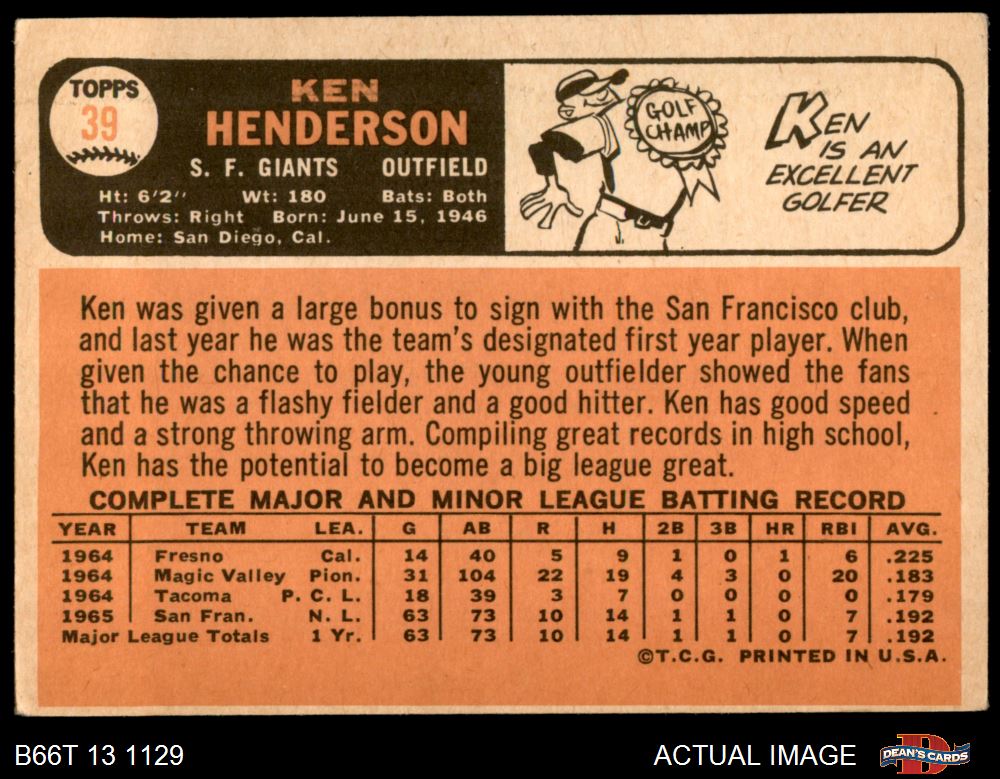 TOPPS
39
KEN
HENDERSON
S. F. GIANTS OUTFIELD
Ht: 6'2" Wt: 180 Bats: Both
Throws: Right Born: June 15, 1946
Home: San Diego, Cal.
GOLF
CHAMP
KEN
IS AN
EXCELLENT
GOLFER
Ken was given a large bonus to sign with the San Francisco club,
and last year he was the team's designated first year player. When
given the chance to play, the young outfielder showed the fans
that he was a flashy fielder and a good hitter. Ken has good speed
and a strong throwing arm. Compiling great records in high school,
Ken has the potential to become a big league great.
COMPLETE MAJOR AND MINOR LEAGUE BATTING RECORD
YEAR TEAM LEA. G AB R H 2B 3B HR RBI AVG.
1964 Fresno Cal. 14 40 5 9 1 0 1 6 .225
1964 Magic Valley Pion. 31 104 22 19 4 3 0 20 .183
1964 Tacoma P. C. L. 18 39 3 7 0 0 0 0 .179
1965 San Fran. N. L. 63 73 10 14 1 1 0 7 .192
Major League Totals 1 Yr. 63 73 10 14 1 1 0 7 .192
©T.C.G. PRINTED IN U.S.A.
B66T 13 1129
ACTUAL IMAGE
DEAN'S CARDS